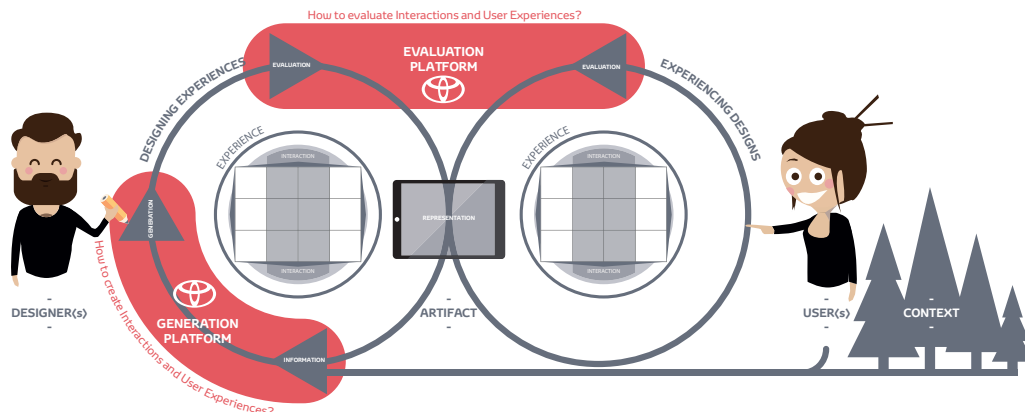 How to evaluate Interactions and User Experiences?
EVALUATION
PLATFORM
EVALUATION
EVALUATION
DESIGNING EXPERIENCES
EXPERIENCING DESIGNS
EXPERIENCE
INTERACTION
INTERACTION
EXPERIENCE
INTERACTION
INTERACTION
REPRESENTATION
GENERATION
How to create Interactions and User Experiences?
GENERATION
PLATFORM
INFORMATION
-
DESIGNER(s)
-
-
ARTIFACT
-
-
USER(s)
-
-
CONTEXT
-